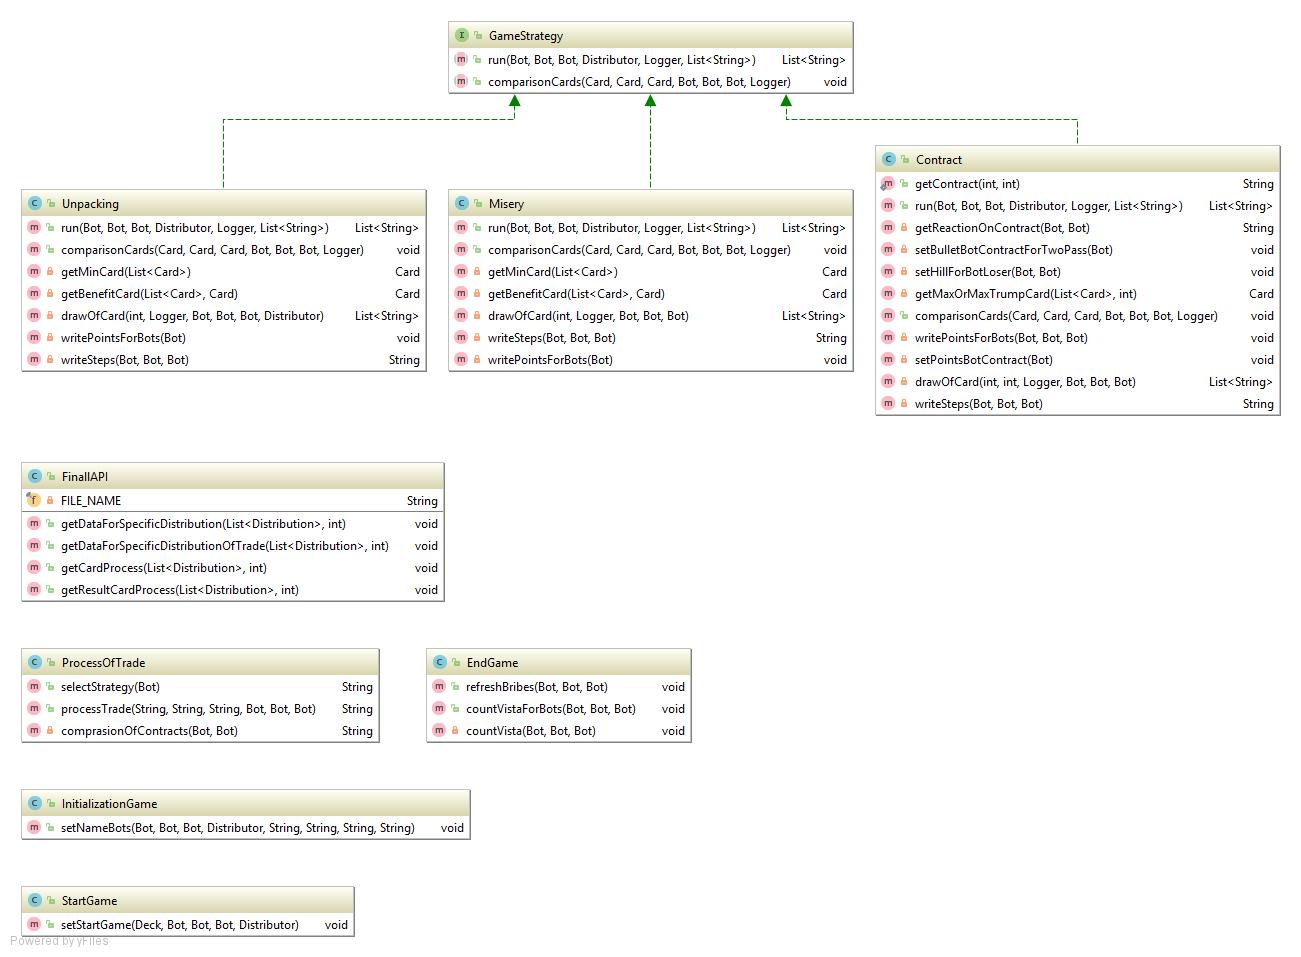 GameStrategy
run(Bot, Bot, Bot, Distributor, Logger, List<String>) List<String>
comparisonCards(Card, Card, Card, Bot, Bot, Bot, Logger) void
Unpacking
run(Bot, Bot, Bot, Distributor, Logger, List<String>) List<String>
comparisonCards(Card, Card, Card, Bot, Bot, Bot, Logger) void
getMinCard(List<Card>) Card
getBenefitCard(List<Card>, Card) Card
drawOfCard(int, Logger, Bot, Bot, Bot, Distributor) List<String>
writePointsForBots(Bot) void
writeSteps(Bot, Bot, Bot) String
Misery
run(Bot, Bot, Bot, Distributor, Logger, List<String>) List<String>
comparisonCards(Card, Card, Card, Bot, Bot, Bot, Logger) void
getMinCard(List<Card>) Card
getBenefitCard(List<Card>, Card) Card
drawOfCard(int, Logger, Bot, Bot, Bot) List<String>
writeSteps(Bot, Bot, Bot) String
writePointsForBots(Bot) void
Contract
getContract(int, int) String
run(Bot, Bot, Bot, Distributor, Logger, List<String>) List<String>
getReactionOnContract(Bot, Bot) String
setBulletBotContractForTwoPass(Bot) void
setHillForBotLoser(Bot, Bot) void
getMaxOrMaxTrumpCard(List<Card>, int) Card
comparisonCards(Card, Card, Card, Bot, Bot, Bot, Logger) void
writePointsForBots(Bot, Bot, Bot) void
setPointsBotContract(Bot) void
drawOfCard(int, int, Logger, Bot, Bot, Bot) List<String>
writeSteps(Bot, Bot, Bot) String
FinallAPI
FILE_NAME String
getDataForSpecificDistribution(List<Distribution>, int) void
getDataForSpecificDistributionOfTrade(List<Distribution>, int) void
getCardProcess(List<Distribution>, int) void
getResultCardProcess(List<Distribution>, int) void
ProcessOfTrade
selectStrategy(Bot) String
processTrade(String, String, String, Bot, Bot, Bot) String
comprasionOfContracts(Bot, Bot) String
EndGame
refreshBribes(Bot, Bot, Bot) void
countVistaForBots(Bot, Bot, Bot) void
countVista(Bot, Bot, Bot) void
InitializationGame
setNameBots(Bot, Bot, Bot, Distributor, String, String, String, String) void
StartGame
setStartGame(Deck, Bot, Bot, Bot, Distributor) void
Powered by yFiles